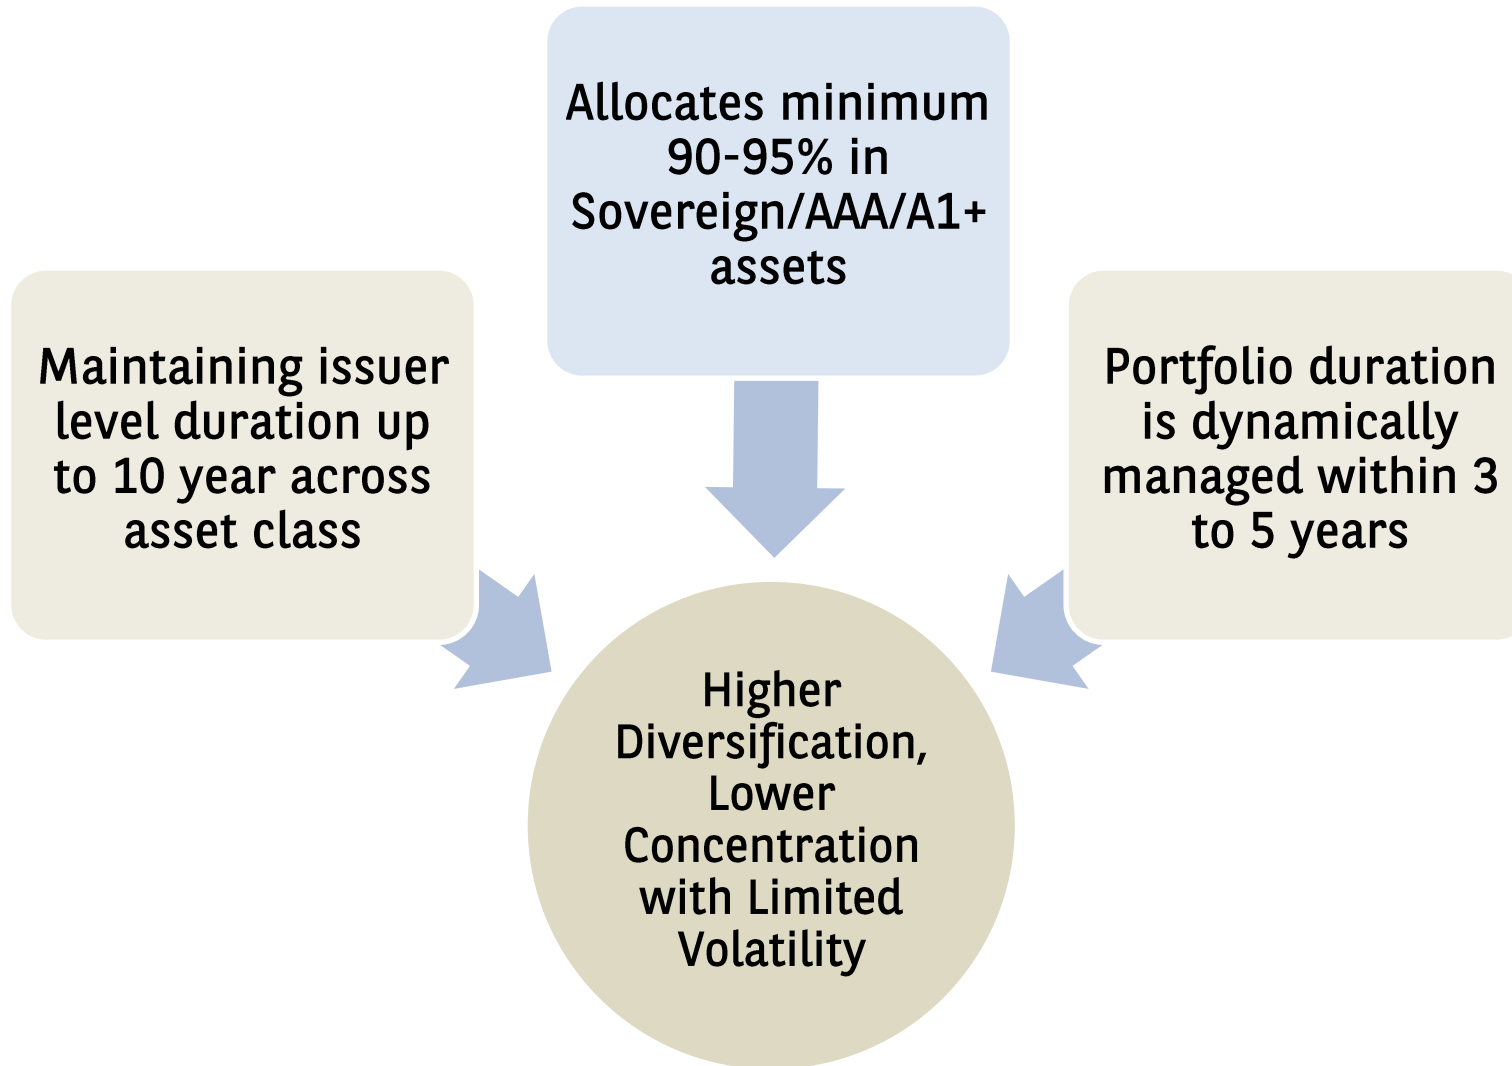 Allocates minimum
90-95% in
Sovereign/AAA/A1+
assets
Maintaining issuer
level duration up
to 10 year across
asset class
Portfolio duration
is dynamically
managed within 3
to 5 years
Higher
Diversification,
Lower
Concentration
with Limited
Volatility